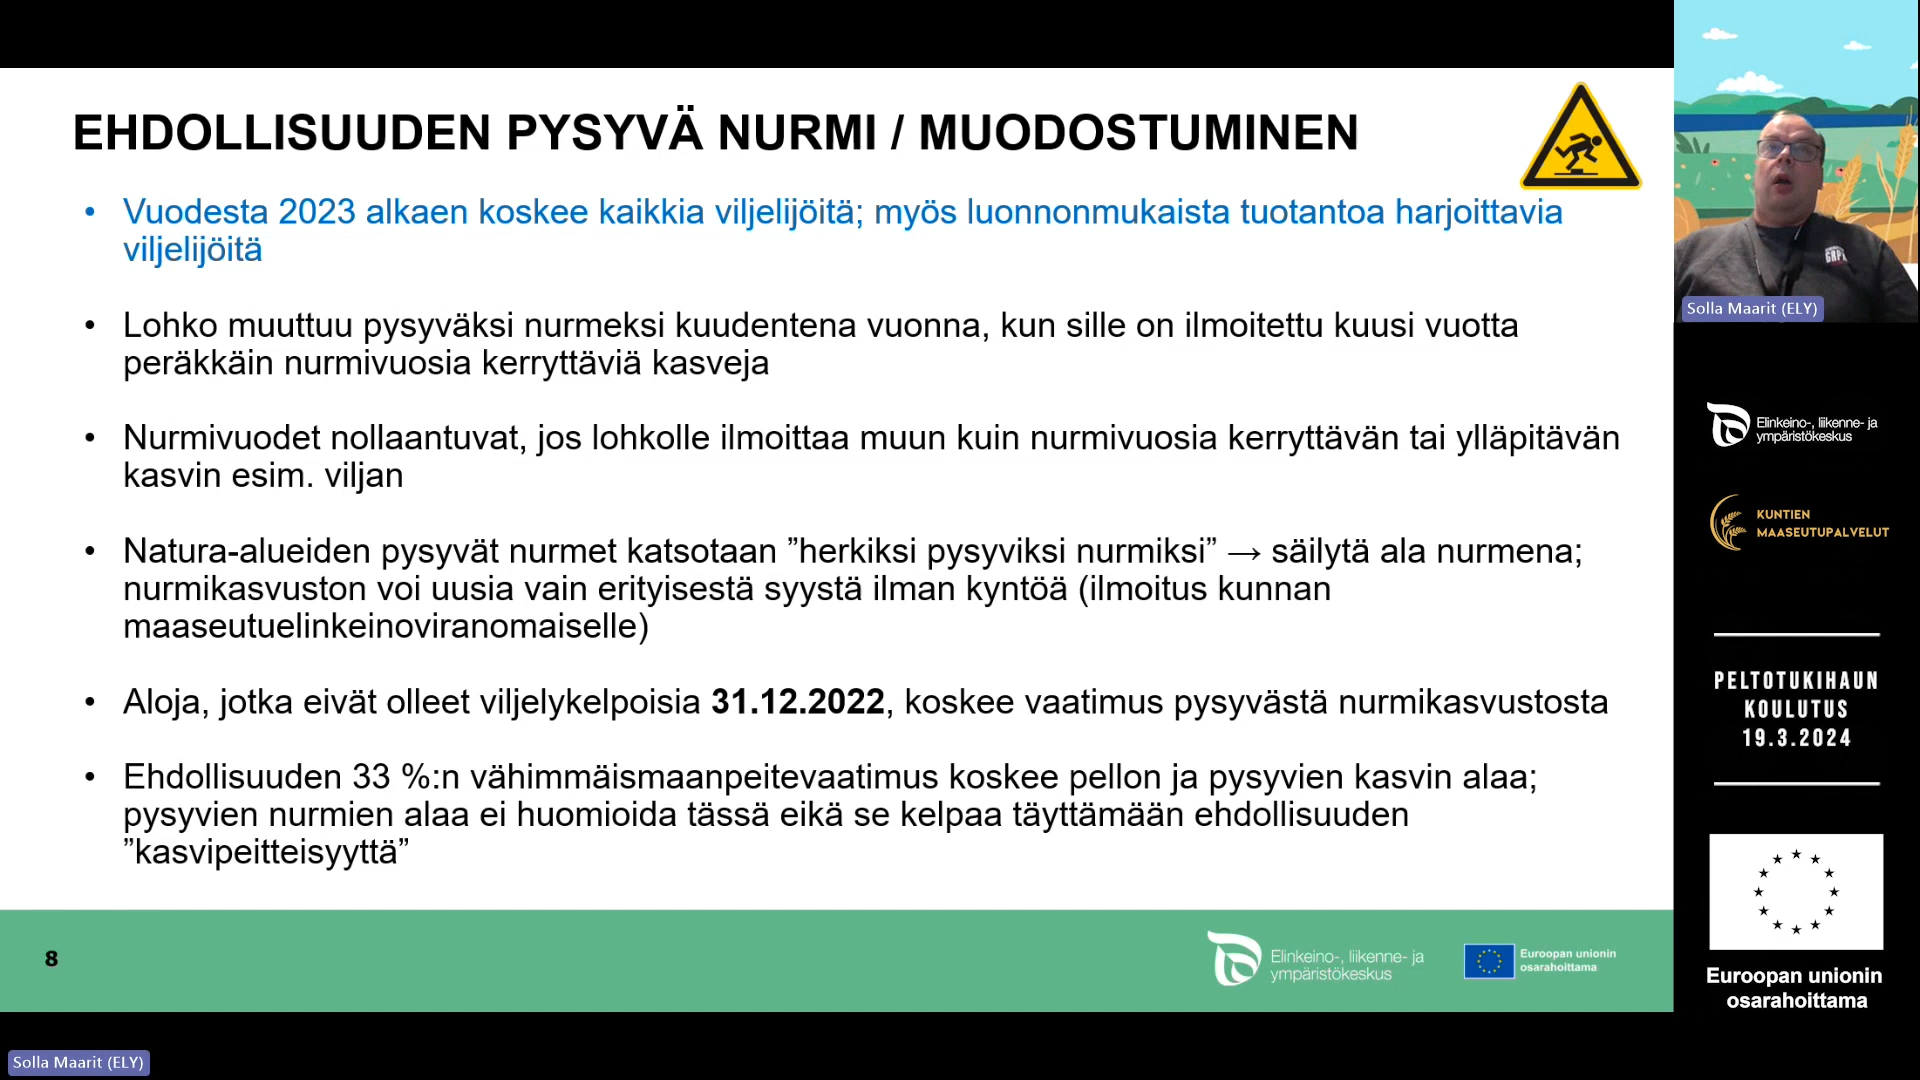 EHDOLLISUUDEN PYSYVÄ NURMI / MUODOSTUMINEN
• Vuodesta 2023 alkaen koskee kaikkia viljelijöitä; myös luonnonmukaista tuotantoa harjoittavia
viljelijöitä
• Lohko muuttuu pysyväksi nurmeksi kuudentena vuonna, kun sille on ilmoitettu kuusi vuotta
peräkkäin nurmivuosia kerryttäviä kasveja
• Nurmivuodet nollaantuvat, jos lohkolle ilmoittaa muun kuin nurmivuosia kerryttävän tai ylläpitävän
kasvin esim. viljan
• Natura-alueiden pysyvät nurmet katsotaan ”herkiksi pysyviksi nurmiksi” → säilytä ala nurmena;
nurmikasvuston voi uusia vain erityisestä syystä ilman kyntöä (ilmoitus kunnan
maaseutuelinkeinoviranomaiselle)
• Aloja, jotka eivät olleet viljelykelpoisia 31.12.2022, koskee vaatimus pysyvästä nurmikasvustosta
• Ehdollisuuden 33 %:n vähimmäismaanpeitevaatimus koskee pellon ja pysyvien kasvin alaa;
pysyvien nurmien alaa ei huomioida tässä eikä se kelpaa täyttämään ehdollisuuden
”kasvipeitteisyyttä”
8
Elinkeino-, liikenne- ja
ympäristökeskus
Euroopan unionin
osarahoittama
Solla Maarit (ELY)
Solla Maarit (ELY)
Elinkeino-, liikenne- ja
ympäristökeskus
KUNTIEN
MAASEUTUPALVELUT
PELTOTUKIHAUN
KOULUTUS
19.3.2024
Euroopan unionin
osarahoittama